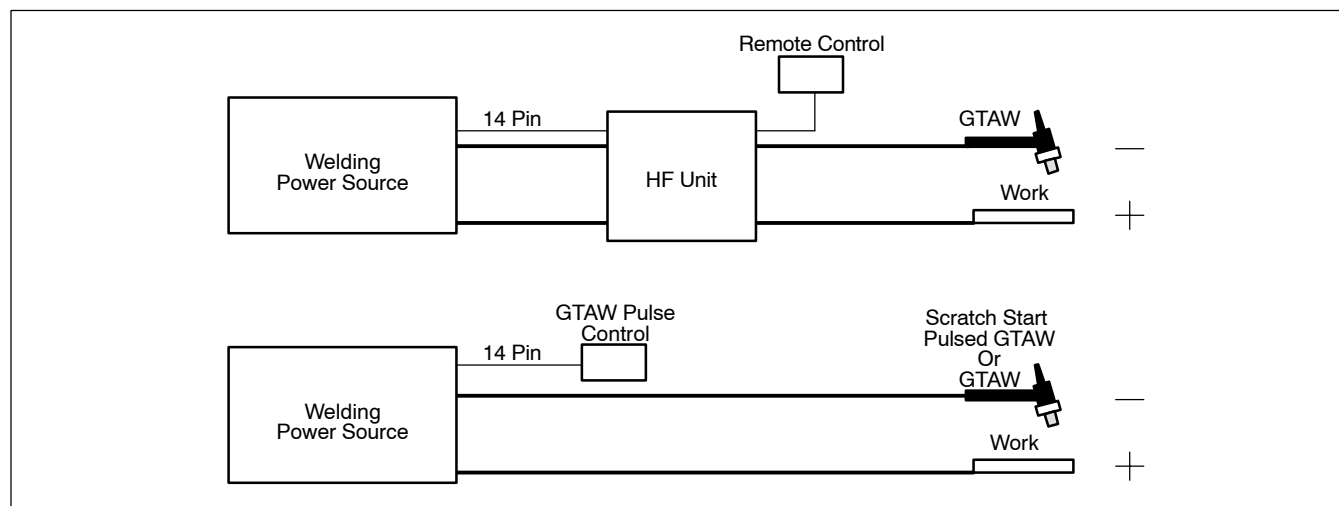 Remote Control
14 Pin
GTAW
—
Welding
Power Source
HF Unit
Work
+
GTAW Pulse
Control
Scratch Start
Pulsed GTAW
Or
GTAW
14 Pin
—
Welding
Power Source
Work
+